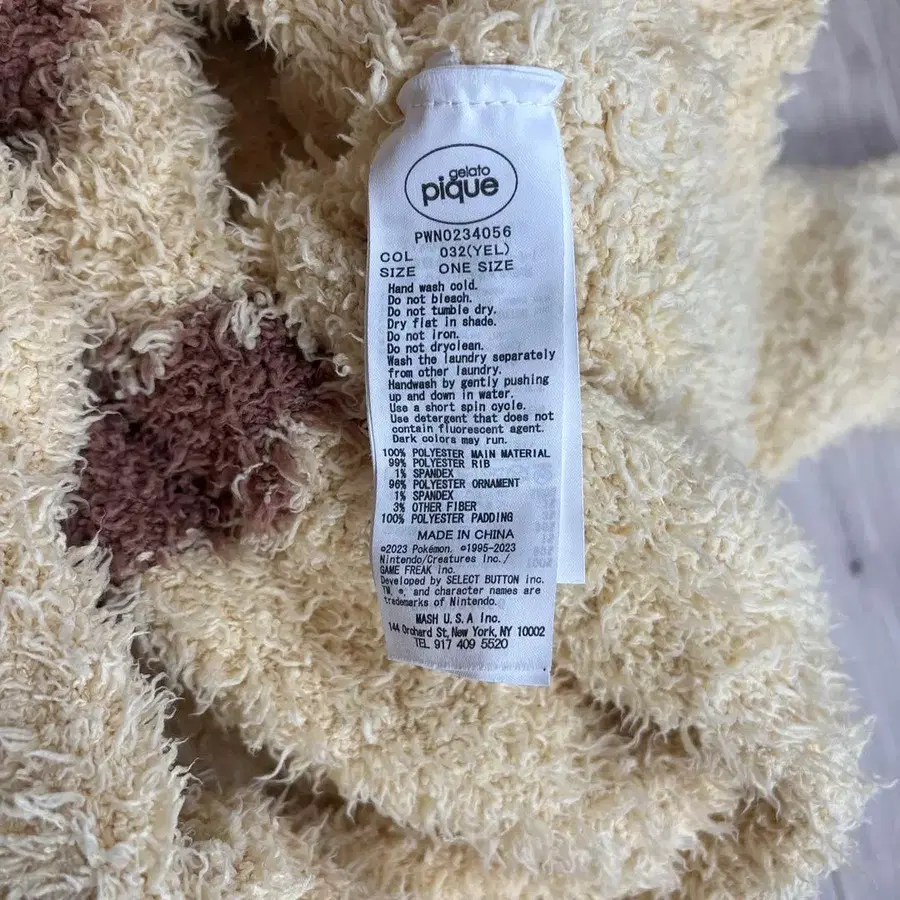 gelato
pique
PWNO234056
COL 032(YEL)
SIZE ONE SIZE
Hand wash cold.
Do not bleach.
Do not tumble dry.
Dry flat in shade.
Do not iron.
Do not dryclean.
Wash the laundry separately
from other laundry.
Handwash by gently pushing
up and down in water.
Use a short spin cycle.
Use detergent that does not
contain fluorescent agent.
Dark colors may run.
100% POLYESTER MAIN MATERIAL
99% POLYESTER RIB
1% SPANDEX
96% POLYESTER ORNAMENT
1% SPANDEX
3% OTHER FIBER
100% POLYESTER PADDING
MADE IN CHINA
©2023 Pokémon. ©1995-2023
Nintendo/Creatures Inc./
GAME FREAK inc.
Developed by SELECT BUTTON inc.
TM, ®, and character names are
trademarks of Nintendo.
MASH U.S.A Inc.
144 Orchard St, New York, NY 10002
TEL 917 409 5520